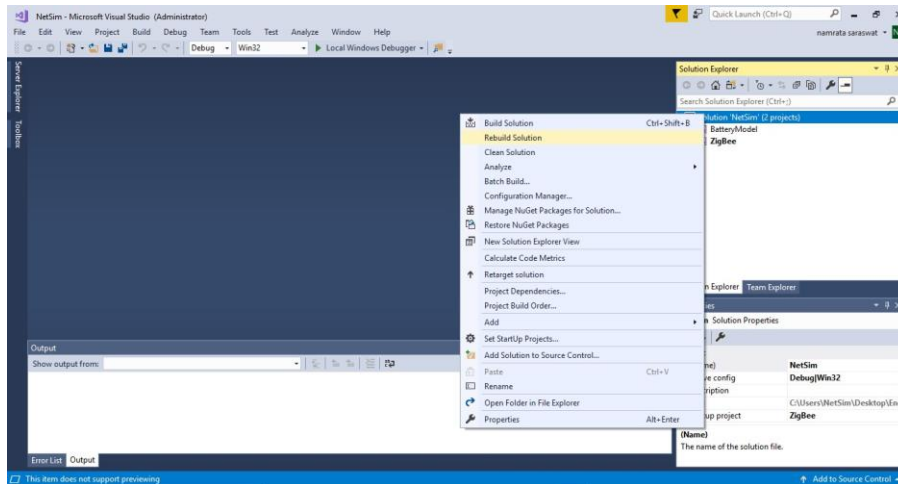 NetSim - Microsoft Visual Studio (Administrator)
Quick Launch (Ctrl+Q)
File Edit View Project Build Debug Team Tools Test Analyze Window Help
namrata saraswat
Debug Win32 Local Windows Debugger
Server Explorer
Toolbox
Solution Explorer
Search Solution Explorer (Ctrl+;)
olution 'NetSim' (2 projects)
BatteryModel
ZigBee
Build Solution Ctrl+Shift+B
Rebuild Solution
Clean Solution
Analyze
Batch Build...
Configuration Manager...
Manage NuGet Packages for Solution...
Restore NuGet Packages
New Solution Explorer View
Calculate Code Metrics
Retarget solution
Project Dependencies...
Project Build Order...
Add
Set StartUp Projects...
Add Solution to Source Control...
Paste Ctrl+V
Rename
Open Folder in File Explorer
Properties Alt+Enter
n Explorer Team Explorer
ies
Solution Properties
ne) NetSim
ve config Debug|Win32
ription
C:\Users\NetSim\Desktop\En
up project ZigBee
(Name)
The name of the solution file.
Output
Show output from:
Error List Output
This item does not support previewing
Add to Source Control